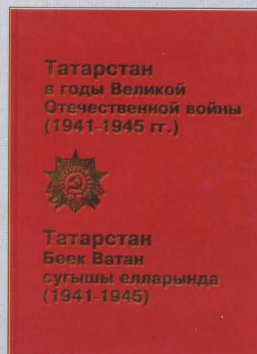 Татарстан
в годы Великой
Отечественной войны
(1941-1945 гг.)
Татарстан
Бөек Ватан
сугышы елларында
(1941-1945)